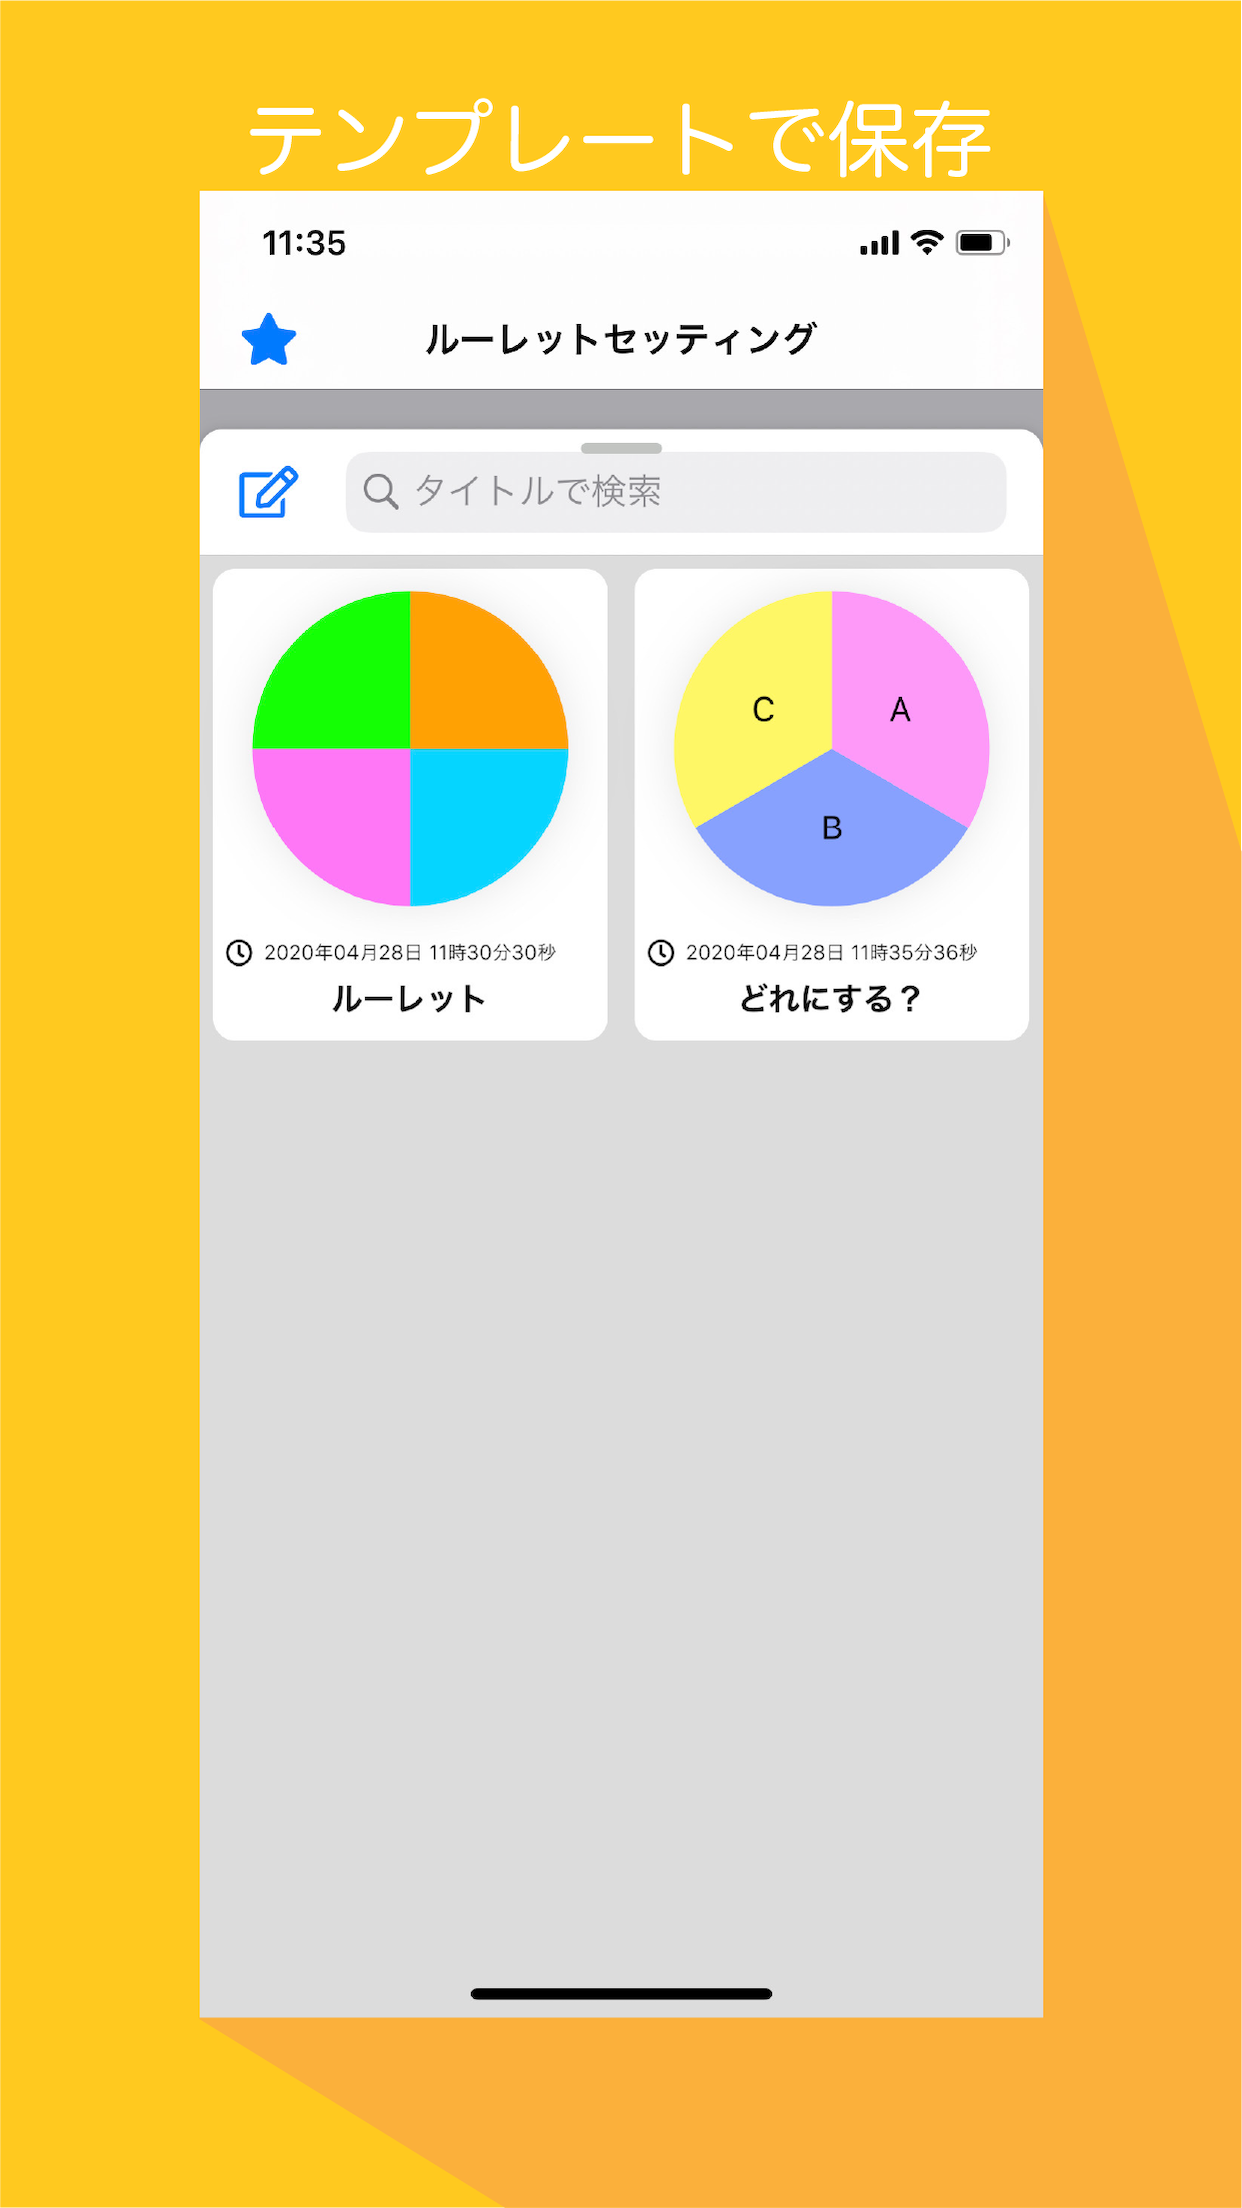 テンプレートで保存
11:35
ルーレットセッティング
タイトルで検索
C
A
B
2020年04月28日 11時30分30秒
ルーレット
2020年04月28日 11時35分36秒
どれにする？